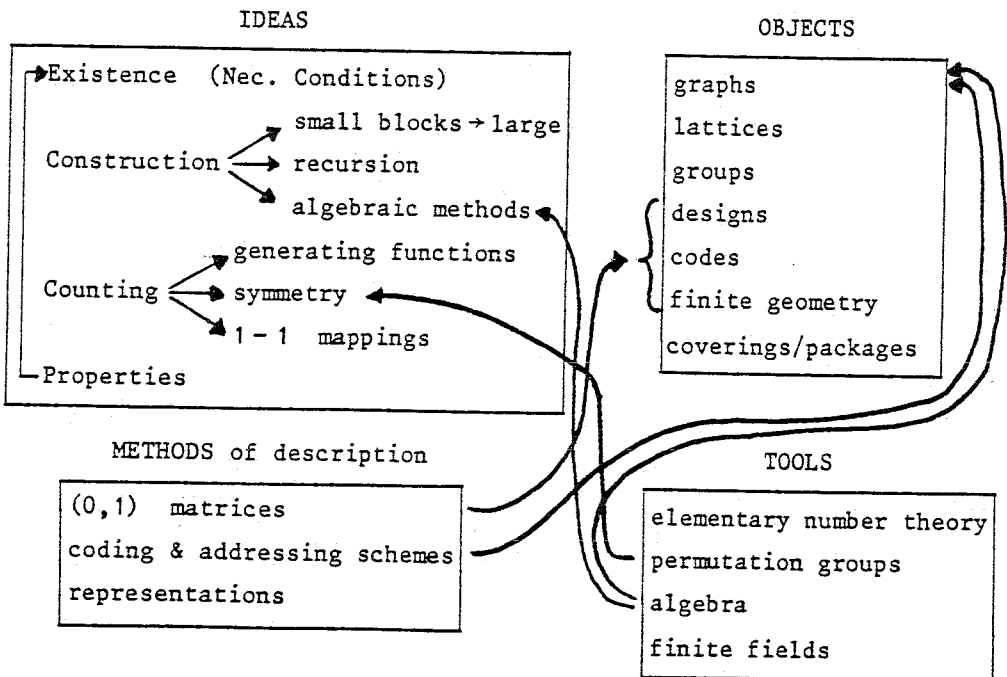 IDEAS
Existence (Nec. Conditions)
small blocks → large
Construction
recursion
algebraic methods
generating functions
Counting
symmetry
1 - 1 mappings
Properties
OBJECTS
graphs
lattices
groups
designs
codes
finite geometry
coverings/packages
METHODS of description
(0,1) matrices
coding & addressing schemes
representations
TOOLS
elementary number theory
permutation groups
algebra
finite fields